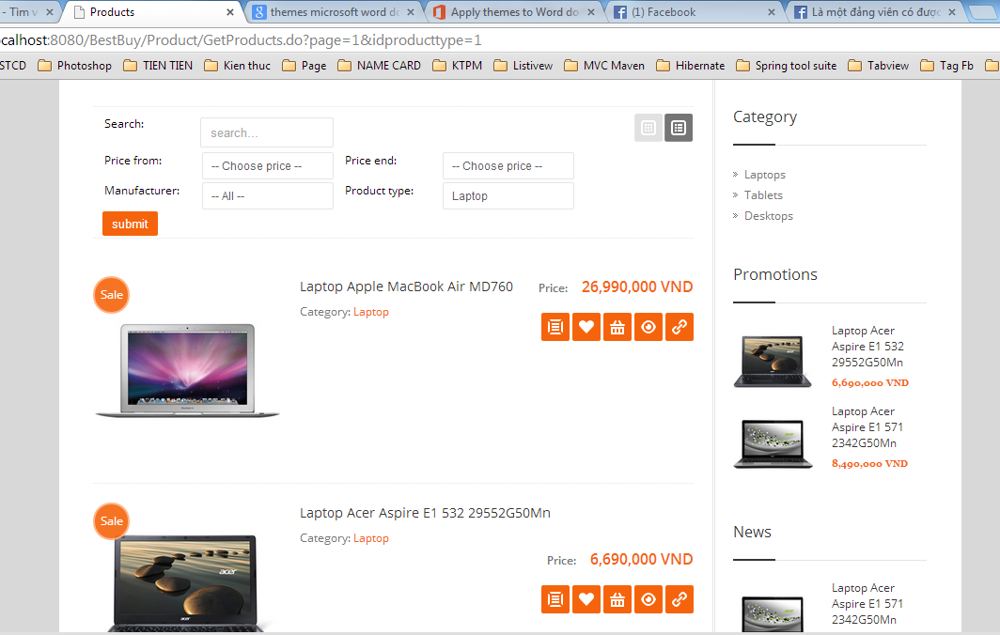 - Tìm v
Products
themes microsoft word d
Apply themes to Word do
(1) Facebook
Là một đảng viên có được
calhost:8080/BestBuy/Product/GetProducts.do?page=1&idproducttype=1
STCD Photoshop TIEN TIEN Kien thuc Page NAME CARD KTPM Listivew MVC Maven Hibernate Spring tool suite Tabview Tag Fb
Search: search...
Price from: -- Choose price -- Price end: -- Choose price --
Manufacturer: -- All -- Product type: Laptop
submit
Sale
Laptop Apple MacBook Air MD760 Price: 26,990,000 VND
Category: Laptop
Sale
Laptop Acer Aspire E1 532 29552G50Mn
Category: Laptop
acer
acer
Price: 6,690,000 VND
Category
Laptops
Tablets
Desktops
Promotions
Laptop Acer
Aspire E1 532
29552G50Mn
6,690,000 VND
Laptop Acer
Aspire E1 571
2342G50Mn
8,490,000 VND
News
Laptop Acer
Aspire E1 571
2342G50Mn